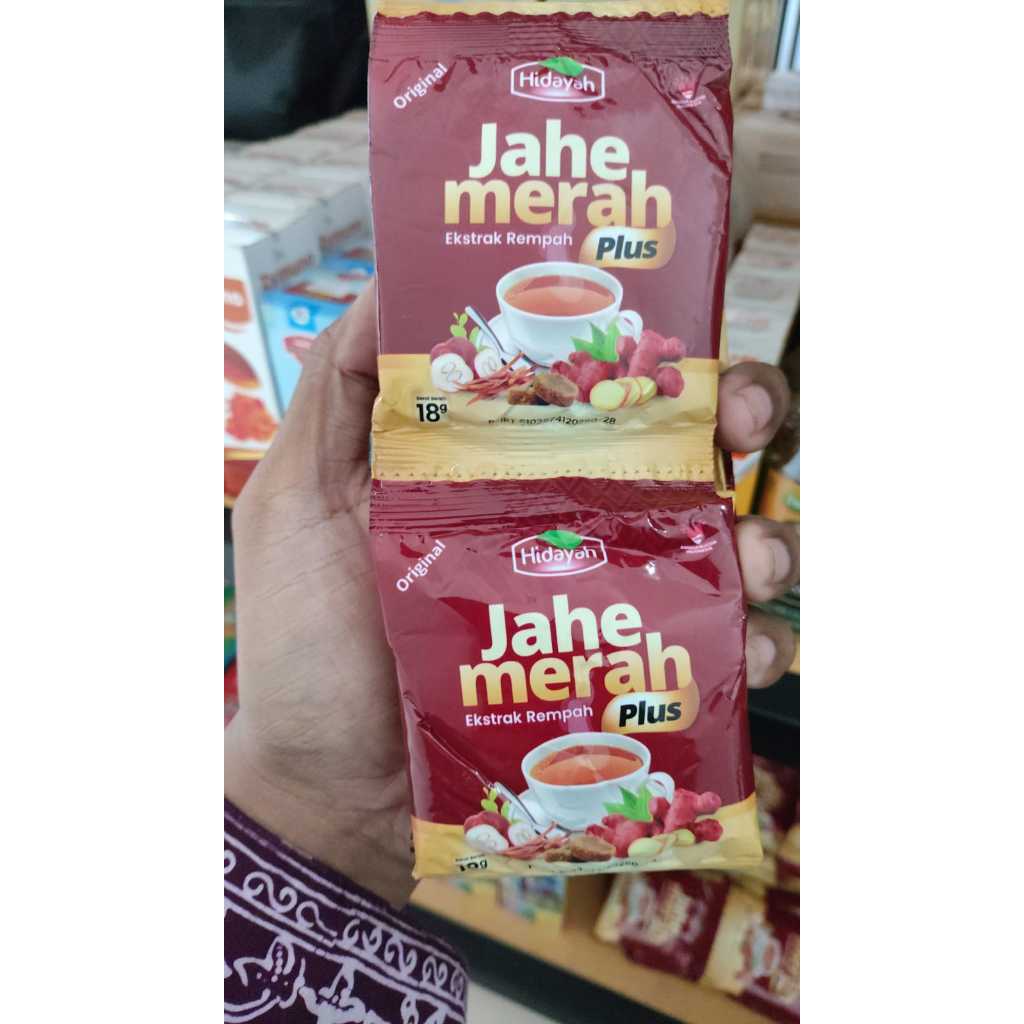 Original
Hidayah
Jahe
merah
Ekstrak Rempah
Plus
18g
Original
Hidayah
Jahe
merah
Ekstrak Rempah
Plus